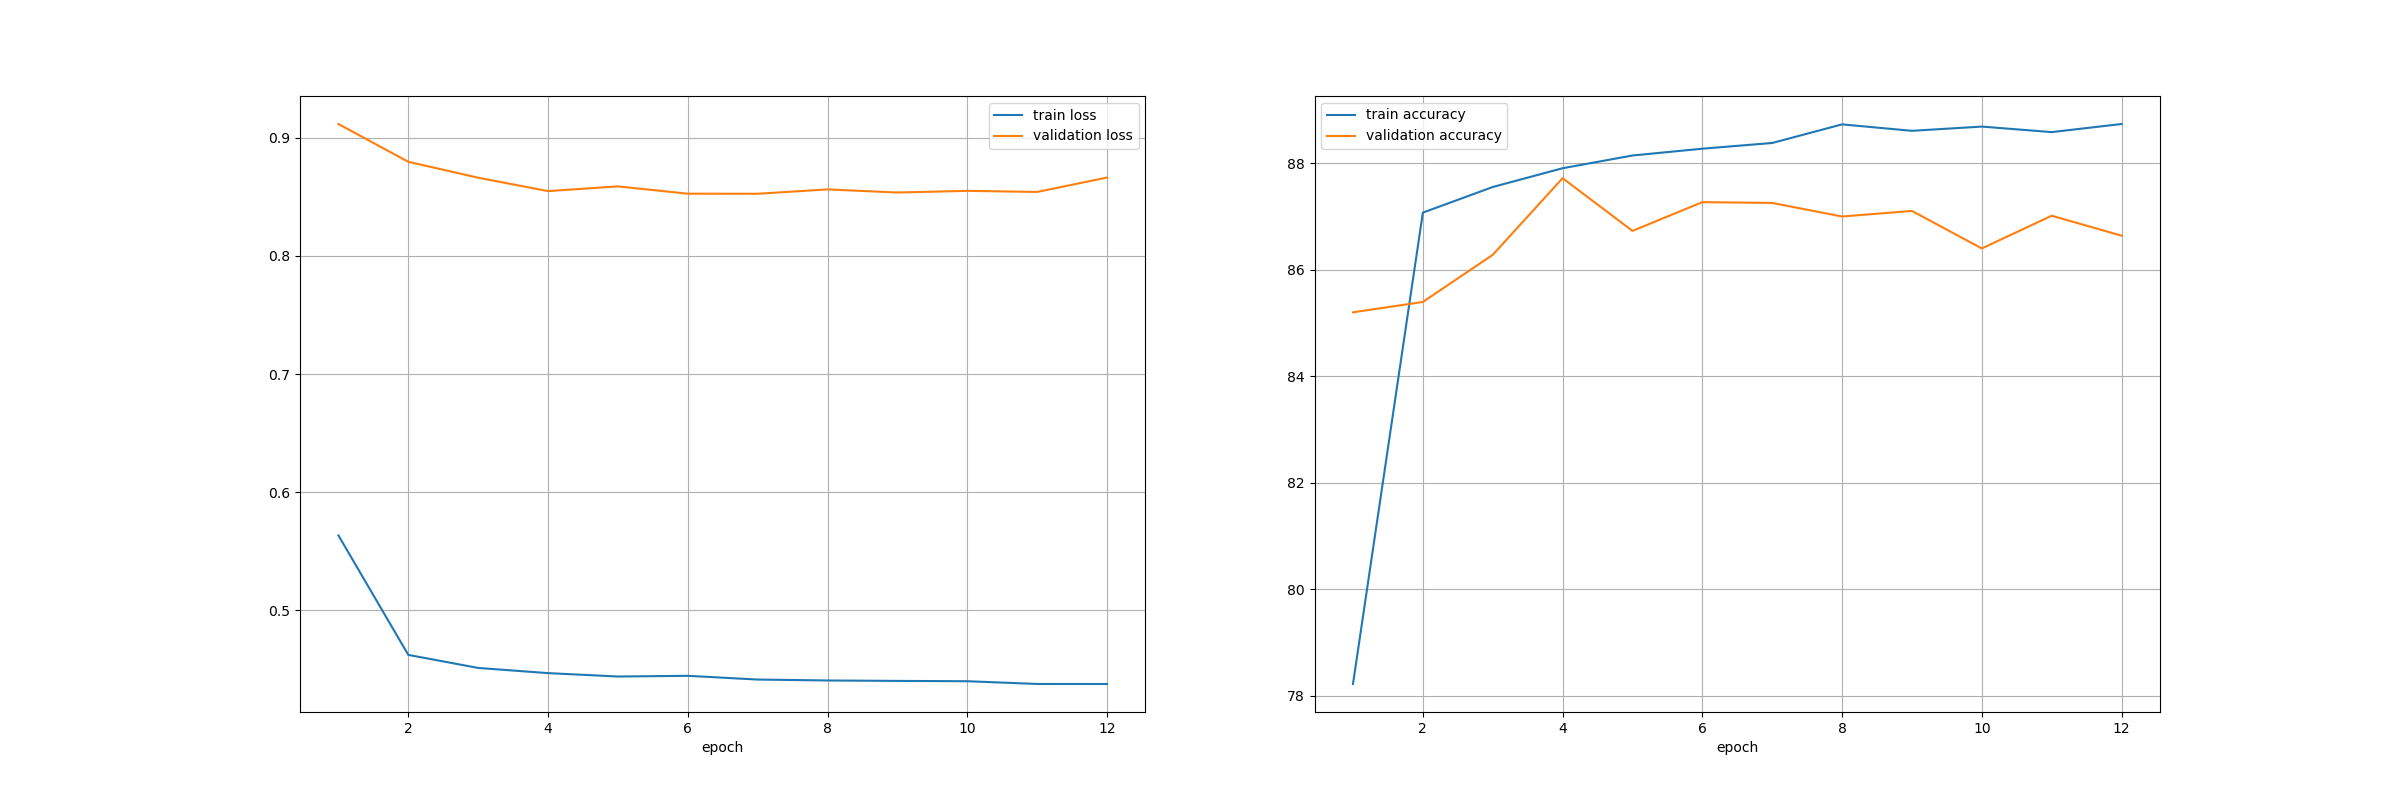 train loss
validation loss
0.9
0.8
0.7
0.6
0.5
2 4 6 8 10 12
epoch
train accuracy
validation accuracy
88
86
84
82
80
78
2 4 6 8 10 12
epoch